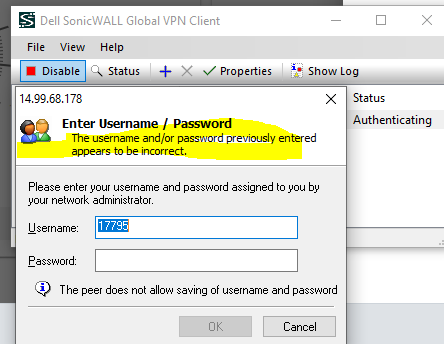 Dell SonicWALL Global VPN Client
File View Help
Disable Status Properties Show Log
14.99.68.178
Status
Enter Username / Password
Authenticating
The username and/or password previously entered
appears to be incorrect.
Please enter your username and password assigned to you by
your network administrator.
Username: 17795
Password:
The peer does not allow saving of username and password
OK Cancel